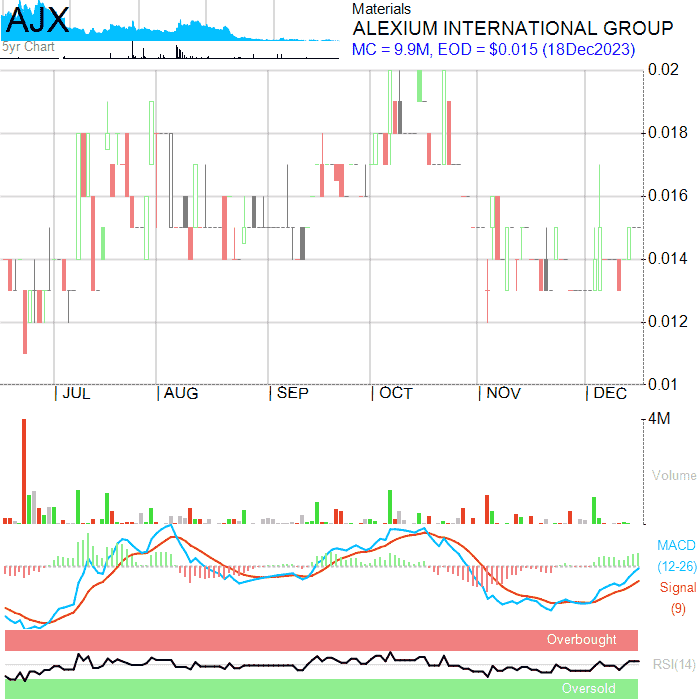 AJX
5yr Chart
Materials
ALEXIUM INTERNATIONAL GROUP
MC = 9.9M, EOD = $0.015 (18Dec2023)
0.02
0.018
0.016
0.014
0.012
0.01
| JUL | AUG | SEP | OCT | NOV | DEC
4M
Volume
MACD
(12-26)
Signal
(9)
Overbought
RSI(14)
Oversold